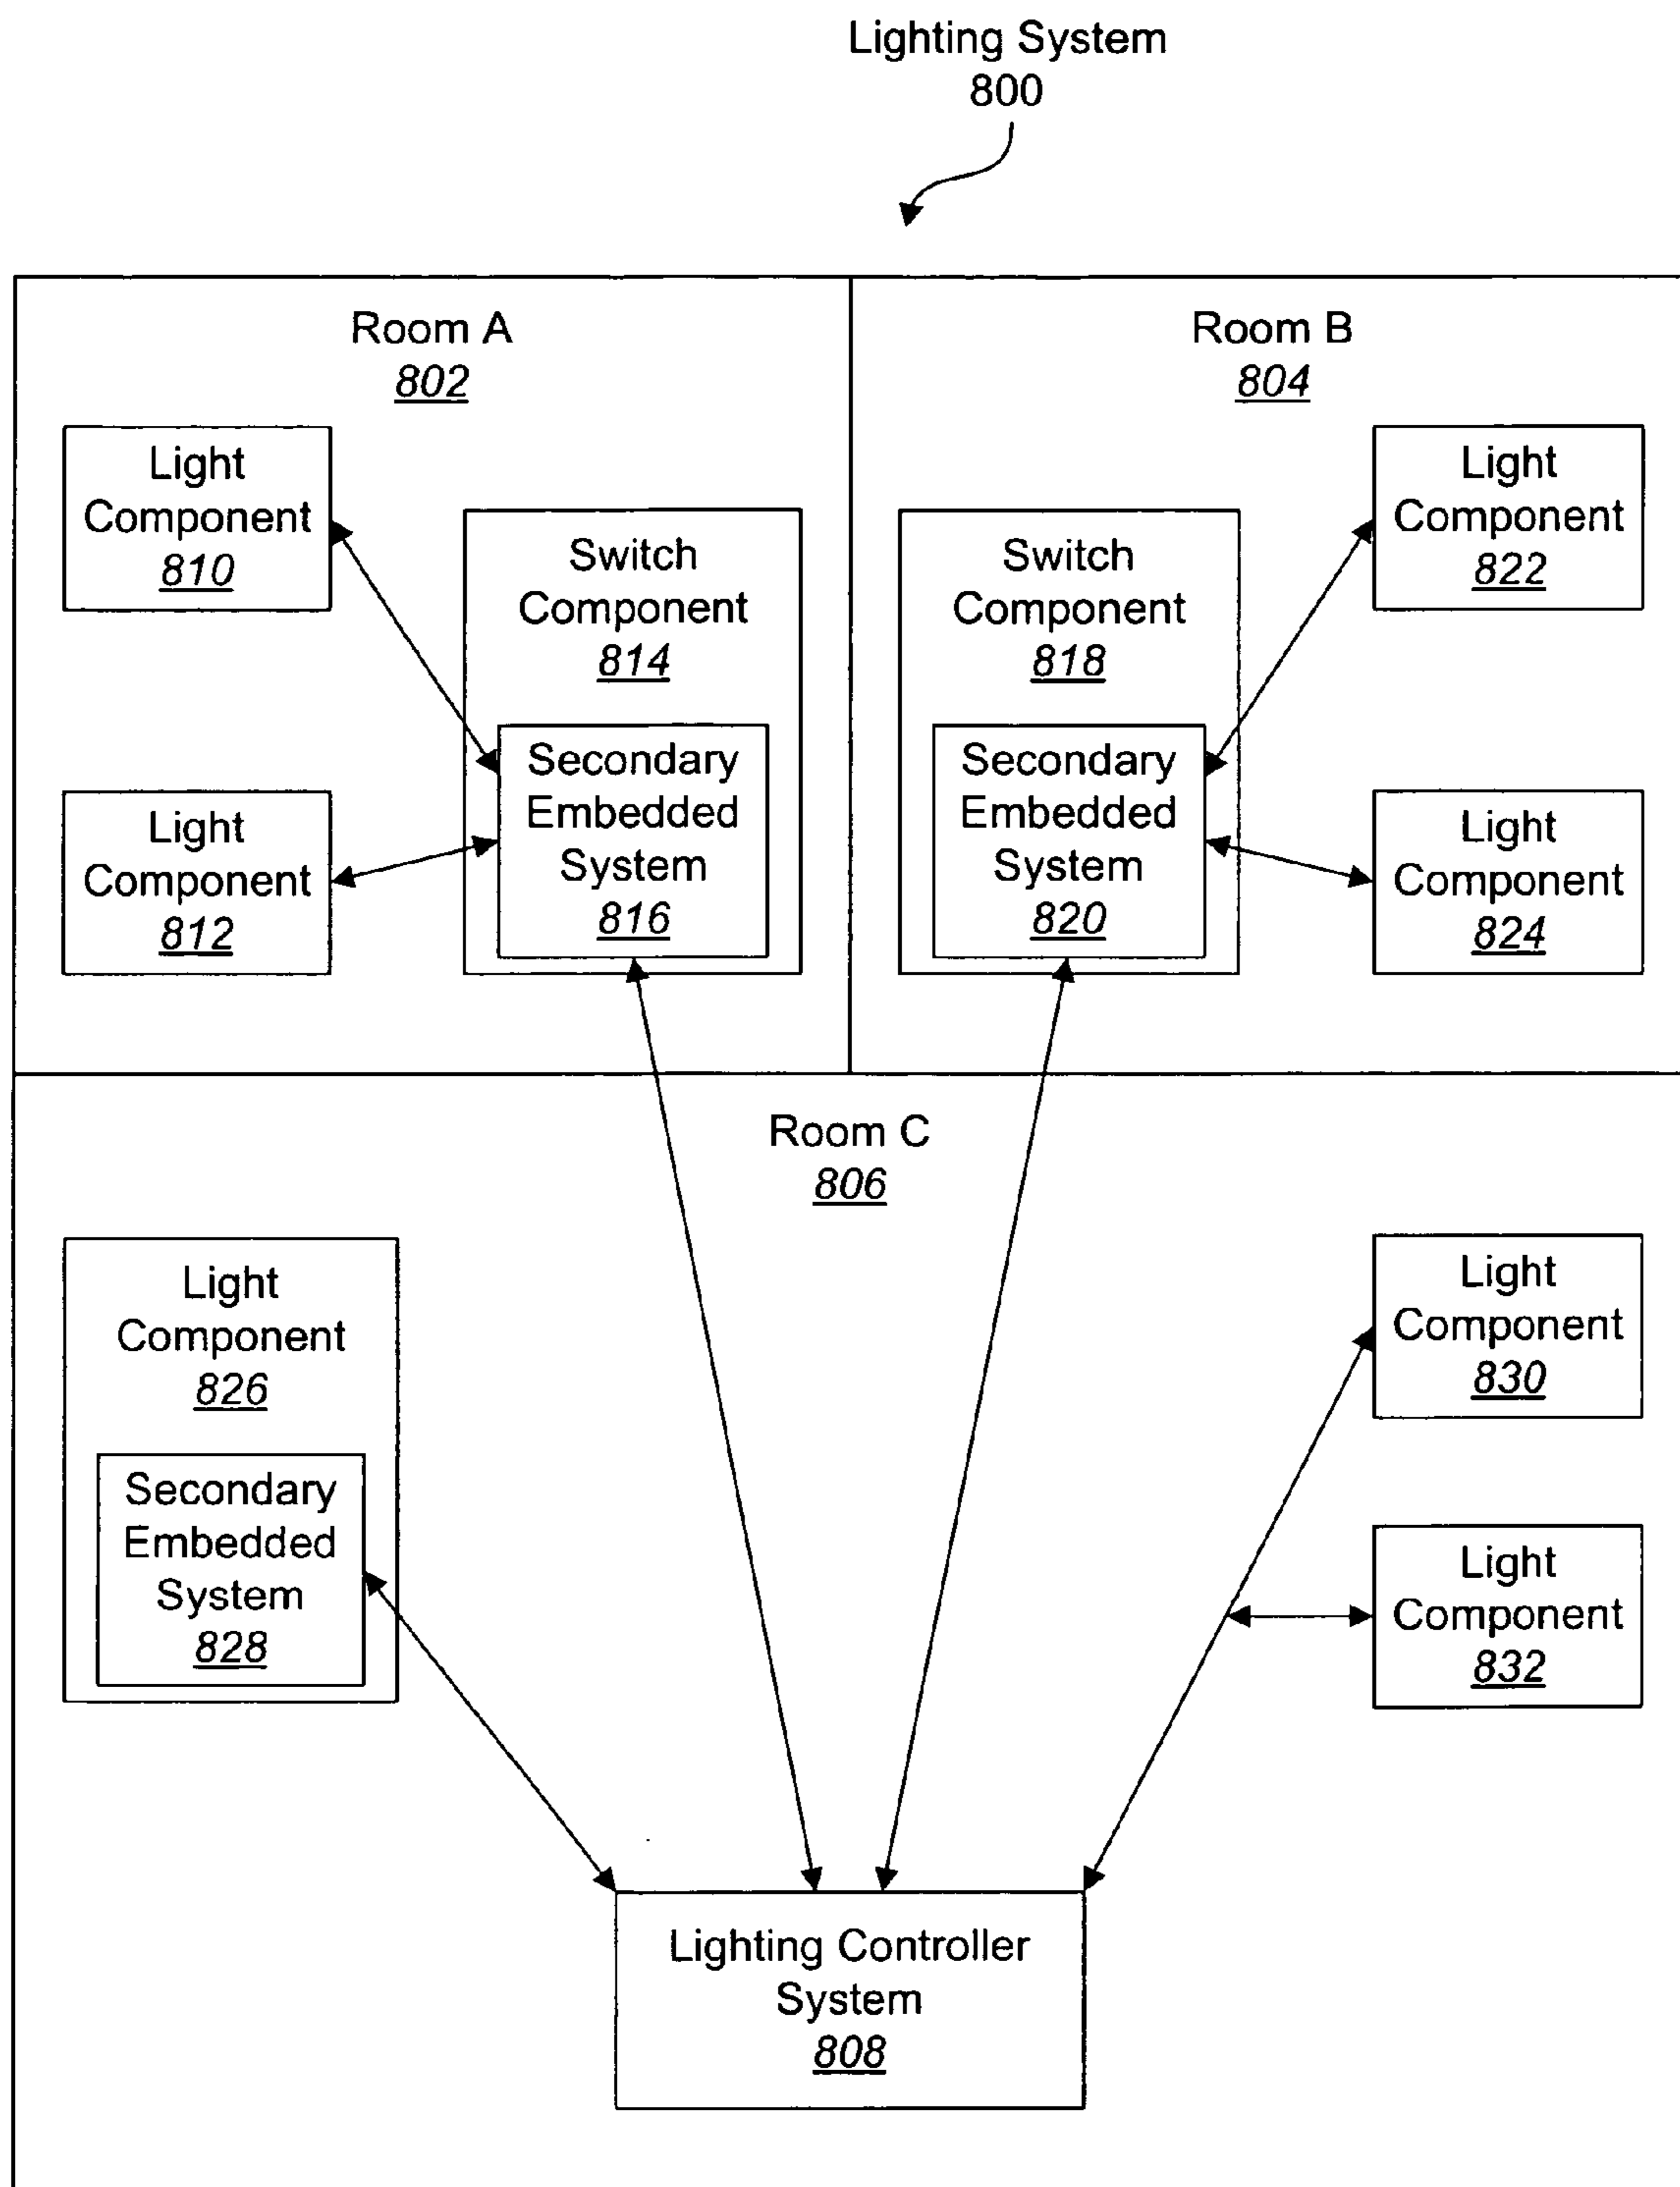 Lighting System
800
Room A
802
Light
Component
810
Light
Component
812
Switch
Component
814
Secondary
Embedded
System
816
Room B
804
Switch
Component
818
Secondary
Embedded
System
820
Light
Component
822
Light
Component
824
Room C
806
Light
Component
826
Secondary
Embedded
System
828
Light
Component
830
Light
Component
832
Lighting Controller
System
808